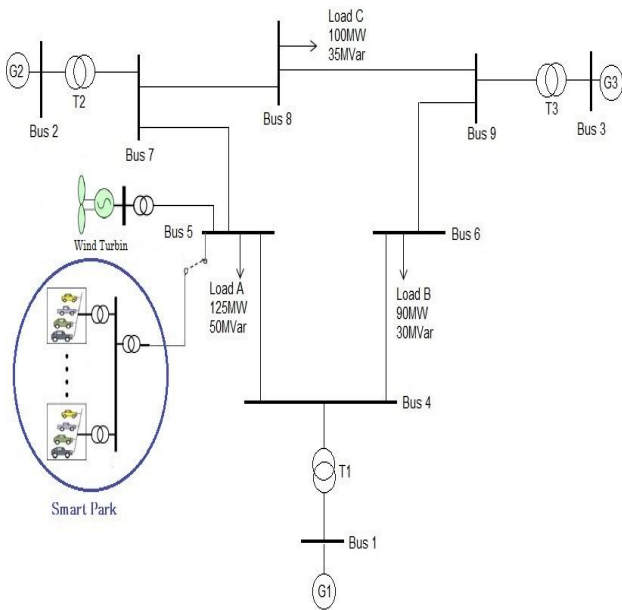 Load C
100MW
35MVar
G2
T2
Bus 2
Bus 7
Bus 8
Bus 9
T3
G3
Bus 3
Wind Turbin
Bus 5
Bus 6
Load A
125MW
50MVar
Load B
90MW
30MVar
Bus 4
Smart Park
T1
Bus 1
G1